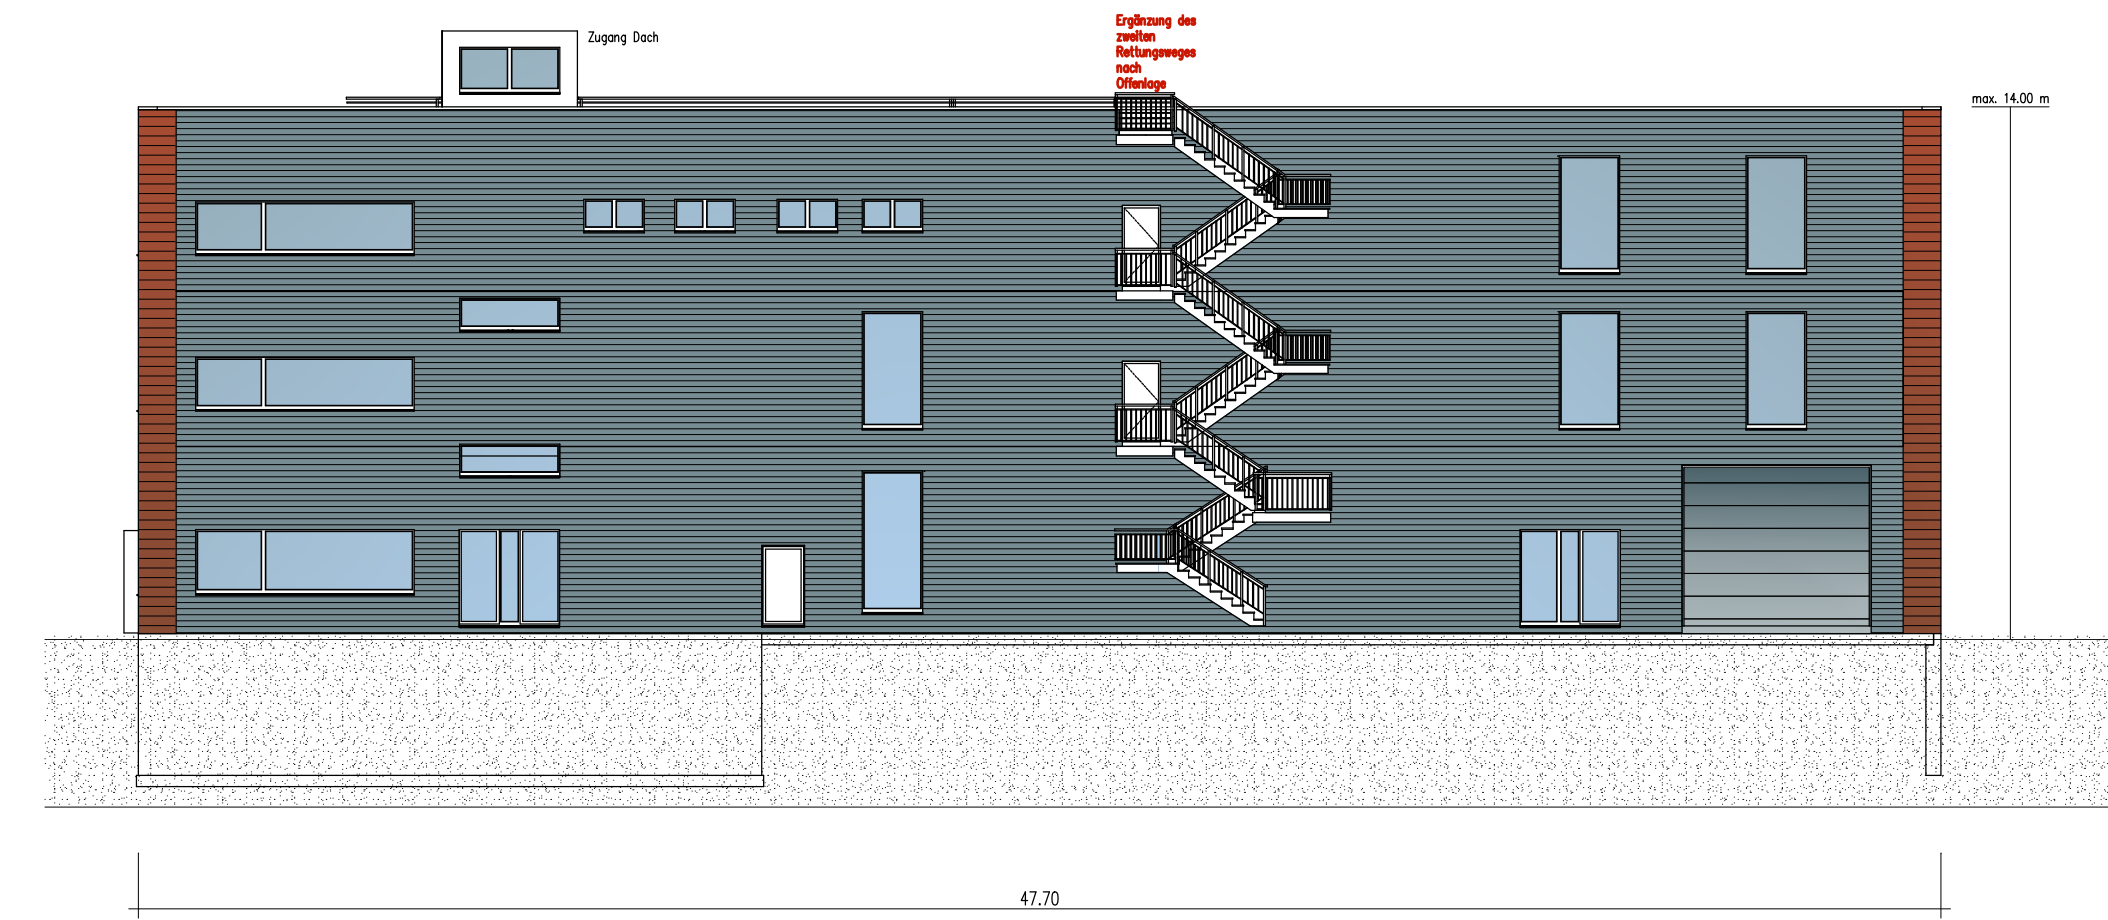 Ergänzung des
zweiten
Rettungsweges
nach
Offenlage
Zugang Dach
max. 14.00 m
47.70